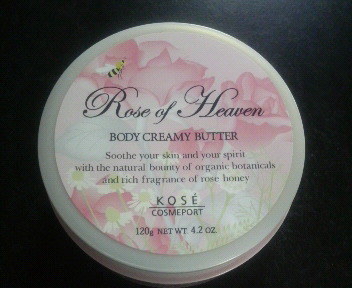 Rose of Heaven
BODY CREAMY BUTTER
Soothe your skin and your spirit
with the natural bounty of organic botanicals
and rich fragrance of rose honey
KOSÉ
COSMEPORT
120g NET WT. 4.2 OZ.